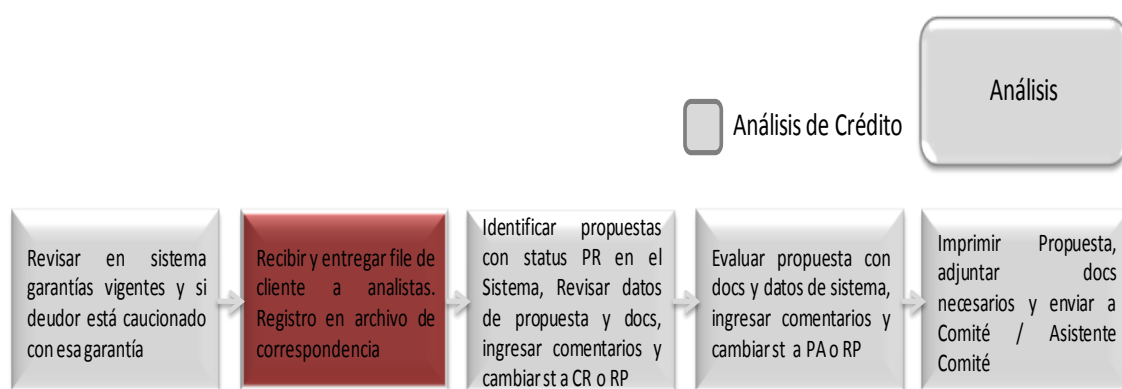 Análisis
Análisis de Crédito
Revisar en sistema
garantías vigentes y si
deudor está caucionado
con esa garantía
Recibir y entregar file de
cliente a analistas.
Registro en archivo de
correspondencia
Identificar propuestas
con status PR en el
Sistema, Revisar datos
de propuesta y docs,
ingresar comentarios y
cambiar st a CR o RP
Evaluar propuesta con
docs y datos de sistema,
ingresar comentarios y
cambiar st a PA o RP
Imprimir Propuesta,
adjuntar docs
necesarios y enviar a
Comité / Asistente
Comité